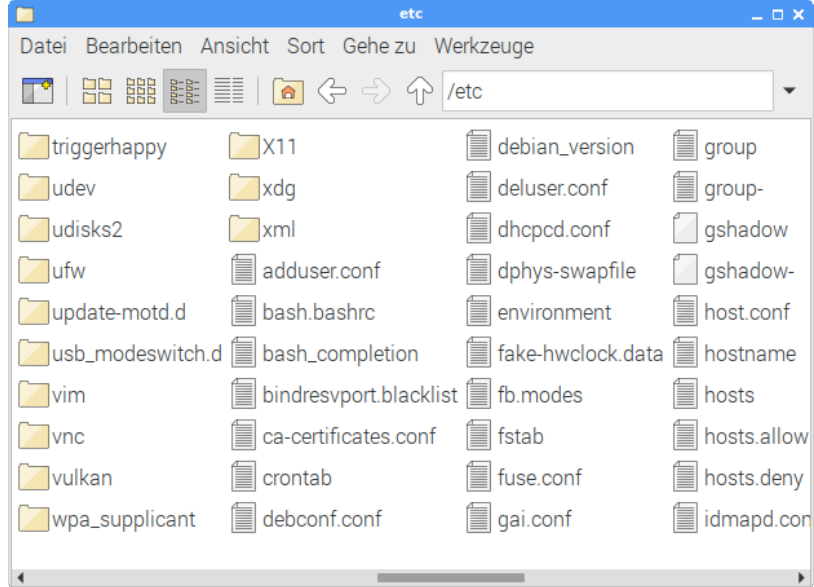 etc
Datei Bearbeiten Ansicht Sort Gehe zu Werkzeuge
/etc
triggerhappy
udev
udisks2
ufw
update-motd.d
usb_modeswitch.d
vim
vnc
vulkan
wpa_supplicant
X11
xdg
xml
adduser.conf
bash.bashrc
bash_completion
bindresvport.blacklist
ca-certificates.conf
crontab
debconf.conf
debian_version
deluser.conf
dhcpcd.conf
dphys-swapfile
environment
fake-hwclock.data
fb.modes
fstab
fuse.conf
gai.conf
group
group-
gshadow
gshadow-
host.conf
hostname
hosts
hosts.allow
hosts.deny
idmapd.con